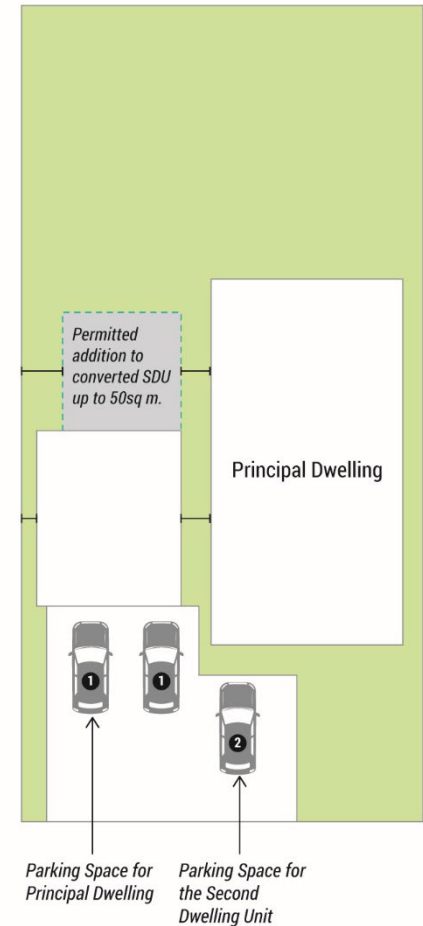 Permitted
addition to
converted SDU
up to 50sq m.
Principal Dwelling
1
1
2
Parking Space for
Principal Dwelling
Parking Space for
the Second
Dwelling Unit